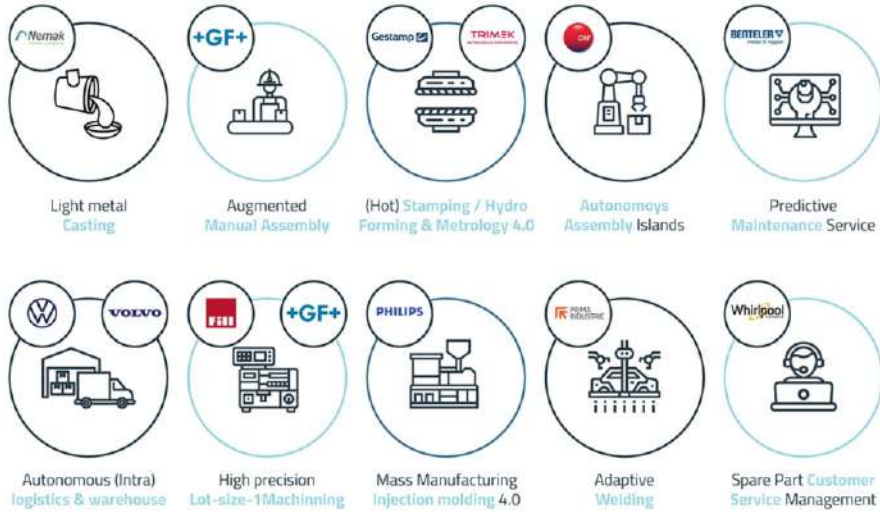 Nemak
+GF+
Gestamp
TRIMEK
CRF
BENTELER
Light metal
Casting
Augmented
Manual Assembly
(Hot) Stamping / Hydro
Forming & Metrology 4.0
Autonomoys
Assembly Islands
Predictive
Maintenance Service
VOLVO
Fill
+GF+
PHILIPS
PRIMA
INDUSTRIE
Whirlpool
Autonomous (Intra)
logistics & warehouse
High precision
Lot-size-1Machinning
Mass Manufacturing
Injection molding 4.0
Adaptive
Welding
Spare Part Customer
Service Management